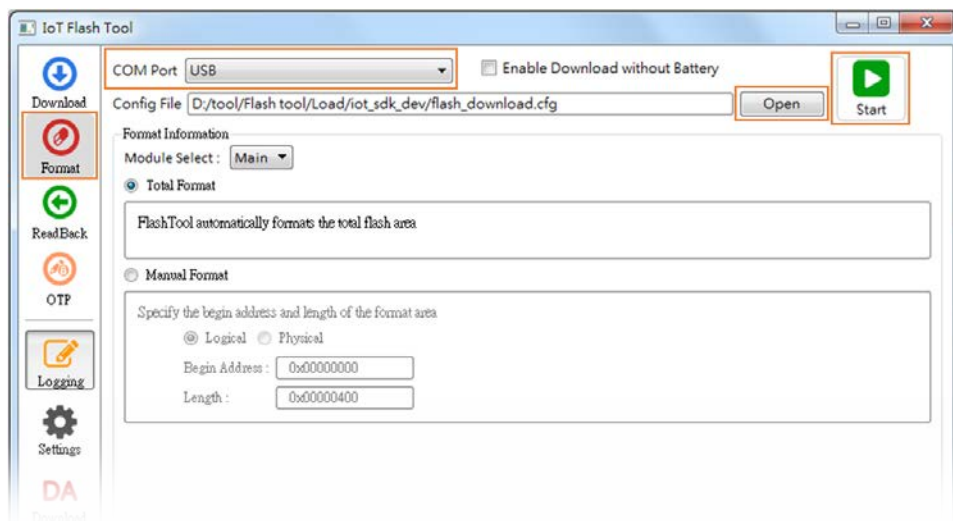 IoT Flash Tool
COM Port USB Enable Download without Battery
Download
Config File D:/tool/Flash tool/Load/iot_sdk_dev/flash_download.cfg Open Start
Format
Format Information
Module Select : Main
Total Format
FlashTool automatically formats the total flash area
ReadBack
Manual Format
OTP
Specify the begin address and length of the format area
Logical Physical
Begin Address : 0x00000000
Logging
Length : 0x00000400
Settings
DA
Download